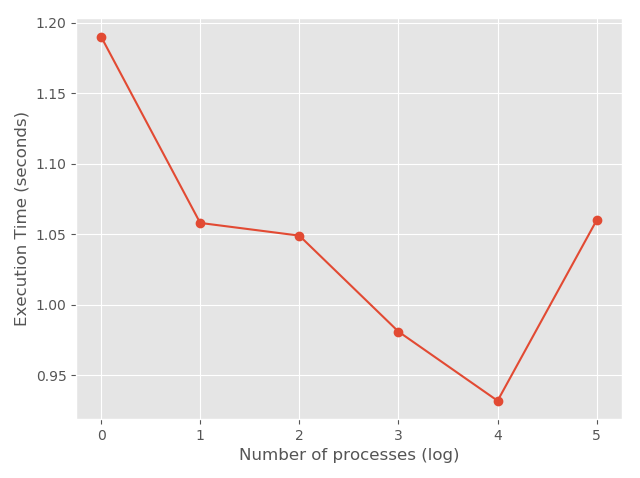 1.20
1.15
1.10
1.05
1.00
0.95
Execution Time (seconds)
0 1 2 3 4 5
Number of processes (log)